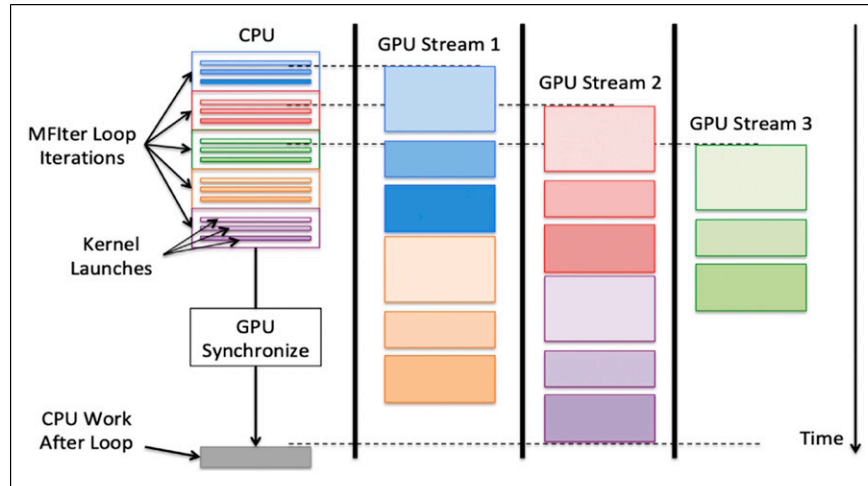 CPU
GPU Stream 1
GPU Stream 2
GPU Stream 3
MFIter Loop
Iterations
Kernel
Launches
GPU
Synchronize
CPU Work
After Loop
Time